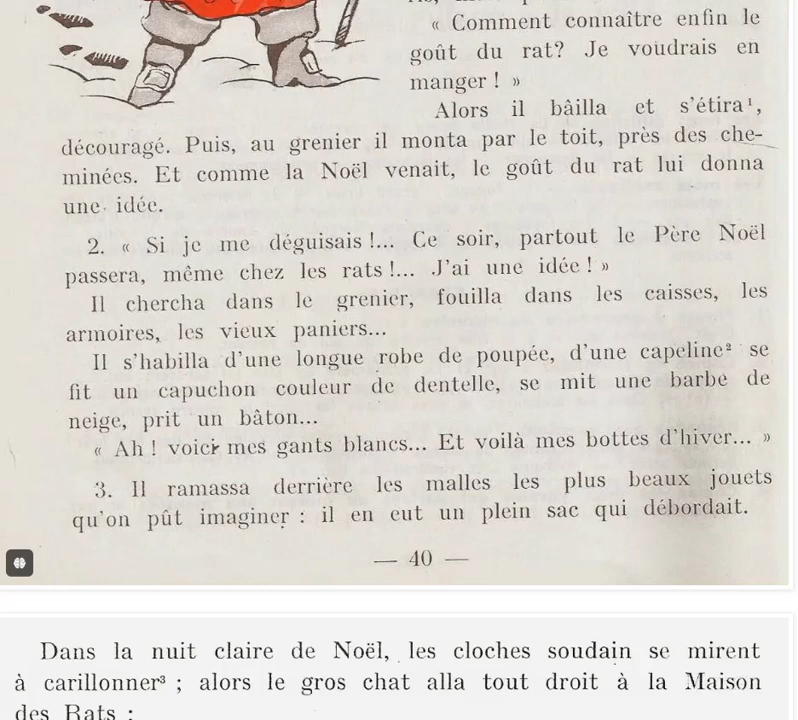 « Comment connaître enfin le
goût du rat? Je voudrais en
manger ! »
Alors il bâilla et s'étira¹,
découragé. Puis, au grenier il monta par le toit, près des che-
minées. Et comme la Noël venait, le goût du rat lui donna
une idée.
2. « Si je me déguisais !... Ce soir, partout le Père Noël
passera, même chez les rats !... J'ai une idée ! »
Il chercha dans le grenier, fouilla dans les caisses, les
armoires, les vieux paniers...
Il s'habilla d'une longue robe de poupée, d'une capeline² se
fit un capuchon couleur de dentelle, se mit une barbe de
neige, prit un bâton...
« Ah ! voici mes gants blancs... Et voilà mes bottes d'hiver... »
3. Il ramassa derrière les malles les plus beaux jouets
qu'on pût imaginer : il en eut un plein sac qui débordait.
— 40 —
Dans la nuit claire de Noël, les cloches soudain se mirent
à carillonner³ ; alors le gros chat alla tout droit à la Maison
des Rats :